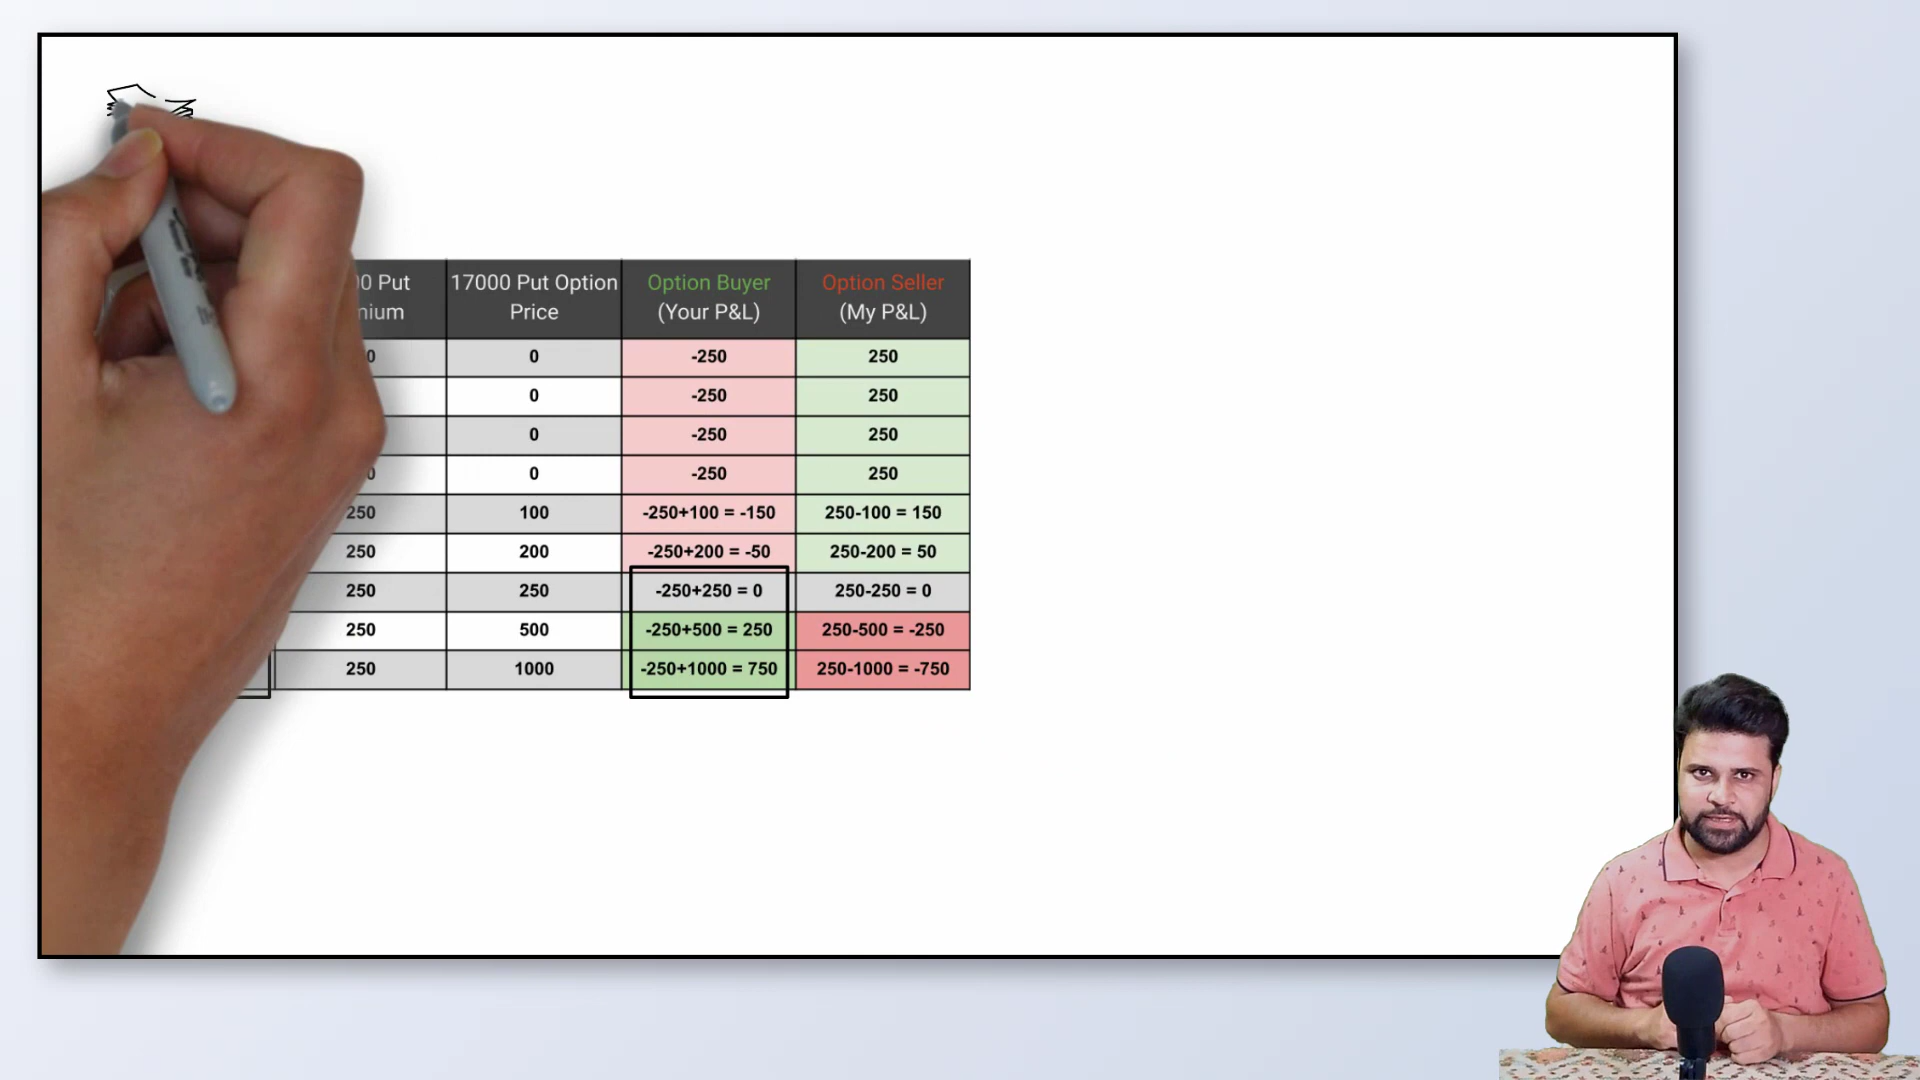 0 Put
17000 Put Option
Option Buyer
Option Seller
Price
(Your P&L)
(My P&L)
0 0 -250 250
0 -250 250
0 -250 250
0 0 -250 250
250 100 -250+100 = -150 250-100 = 150
250 200 -250+200 = -50 250-200 = 50
250 250 -250+250 = 0 250-250 = 0
250 500 -250+500 = 250 250-500 = -250
250 1000 -250+1000 = 750 250-1000 = -750